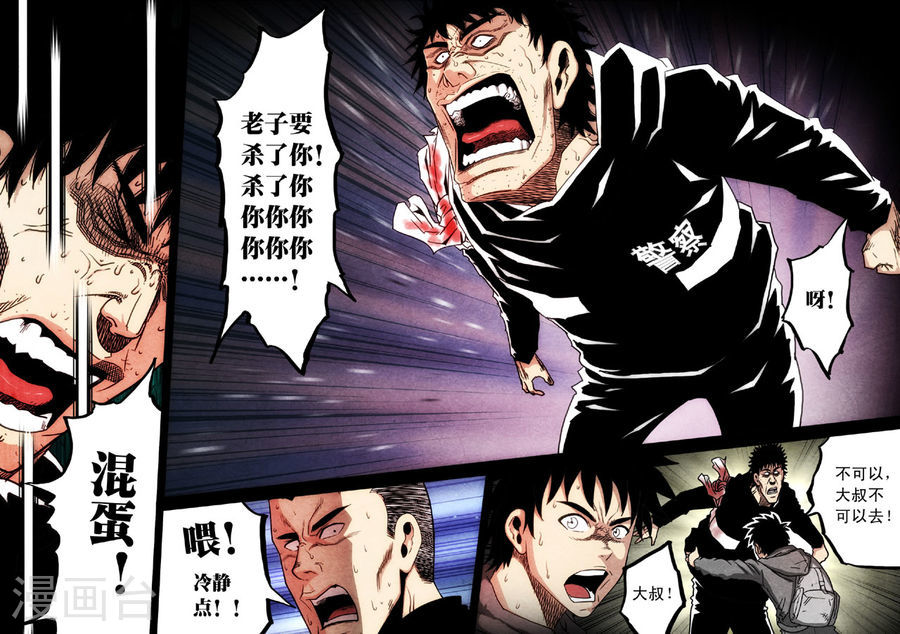 混蛋！
老子要
杀了你！
杀了你
你你你
你你你
……！
警察
呀！
喂！
冷静
点！！
大叔！
不可以，
大叔不
可以去！
漫画台